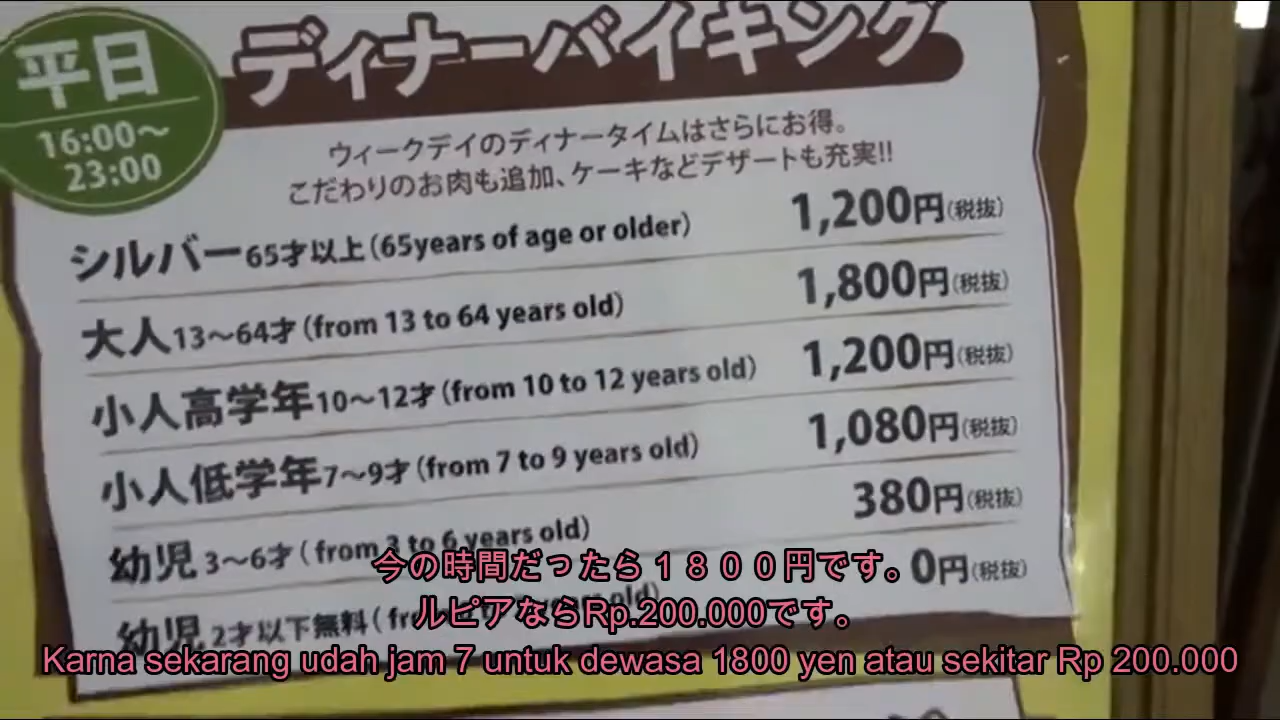 平日
16:00〜
23:00
ディナーバイキング
ウィークデイのディナータイムはさらにお得。
こだわりのお肉も追加、ケーキなどデザートも充実!!
シルバー65才以上(65years of age or older) 1,200円(税抜)
大人13〜64才(from 13 to 64 years old) 1,800円(税抜)
小人高学年10〜12才(from 10 to 12 years old) 1,200円(税抜)
小人低学年7〜9才(from 7 to 9 years old) 1,080円(税抜)
幼児3〜6才(from 3 to 6 years old) 380円(税抜)
幼児2才以下無料( old) 0円(税抜)
今の時間だったら1800円です。
ルピアならRp.200.000です。
Karna sekarang udah jam 7 untuk dewasa 1800 yen atau sekitar Rp 200.000